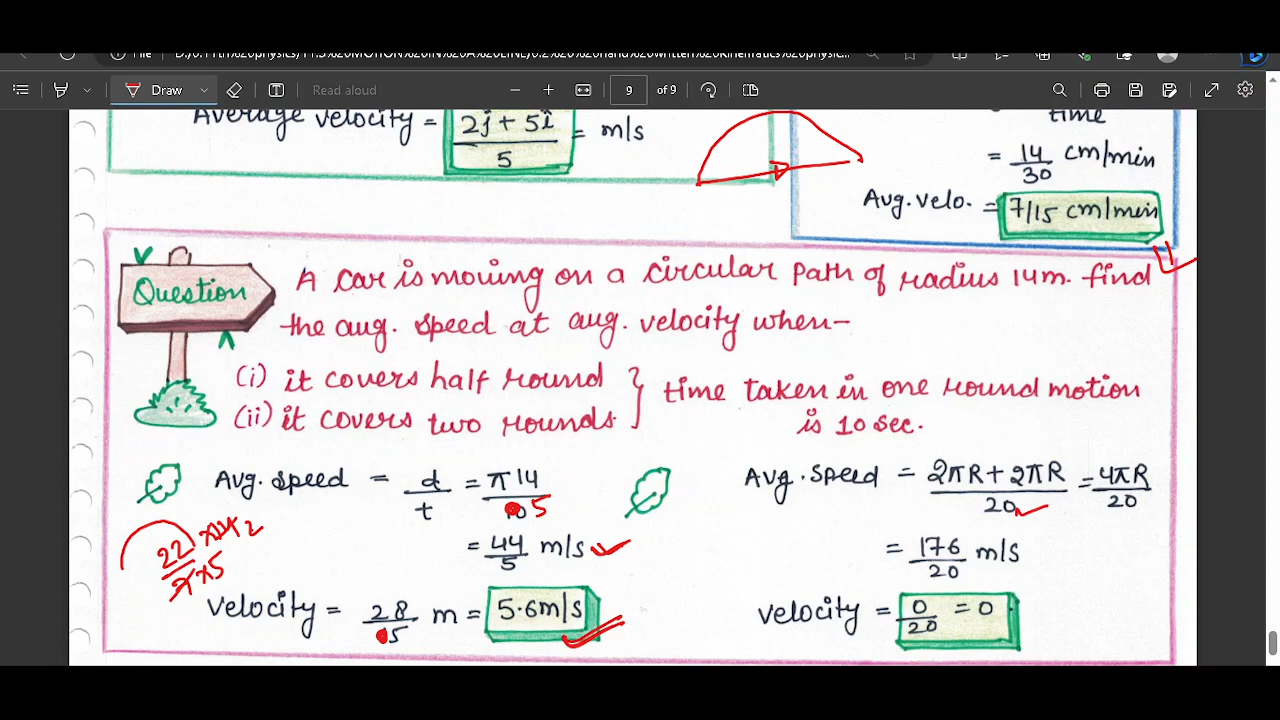 Draw
Read aloud
9 of 9
Average velocity = 2ĵ + 5î / 5 = m/s
time
= 14/30 cm/min
Avg. velo. = 7/15 cm/min
Question
A car is moving on a circular path of radius 14m. find
the aug. speed at aug. velocity when-
(i) it covers half round
(ii) it covers two rounds.
} time taken in one round motion
is 10 sec.
Avg. speed = d/t = π14/5
= 44/5 m/s
velocity = 28/5 m = 5.6m/s
Avg. speed = 2πR + 2πR / 20 = 4πR/20
= 176/20 m/s
velocity = 0/20 = 0